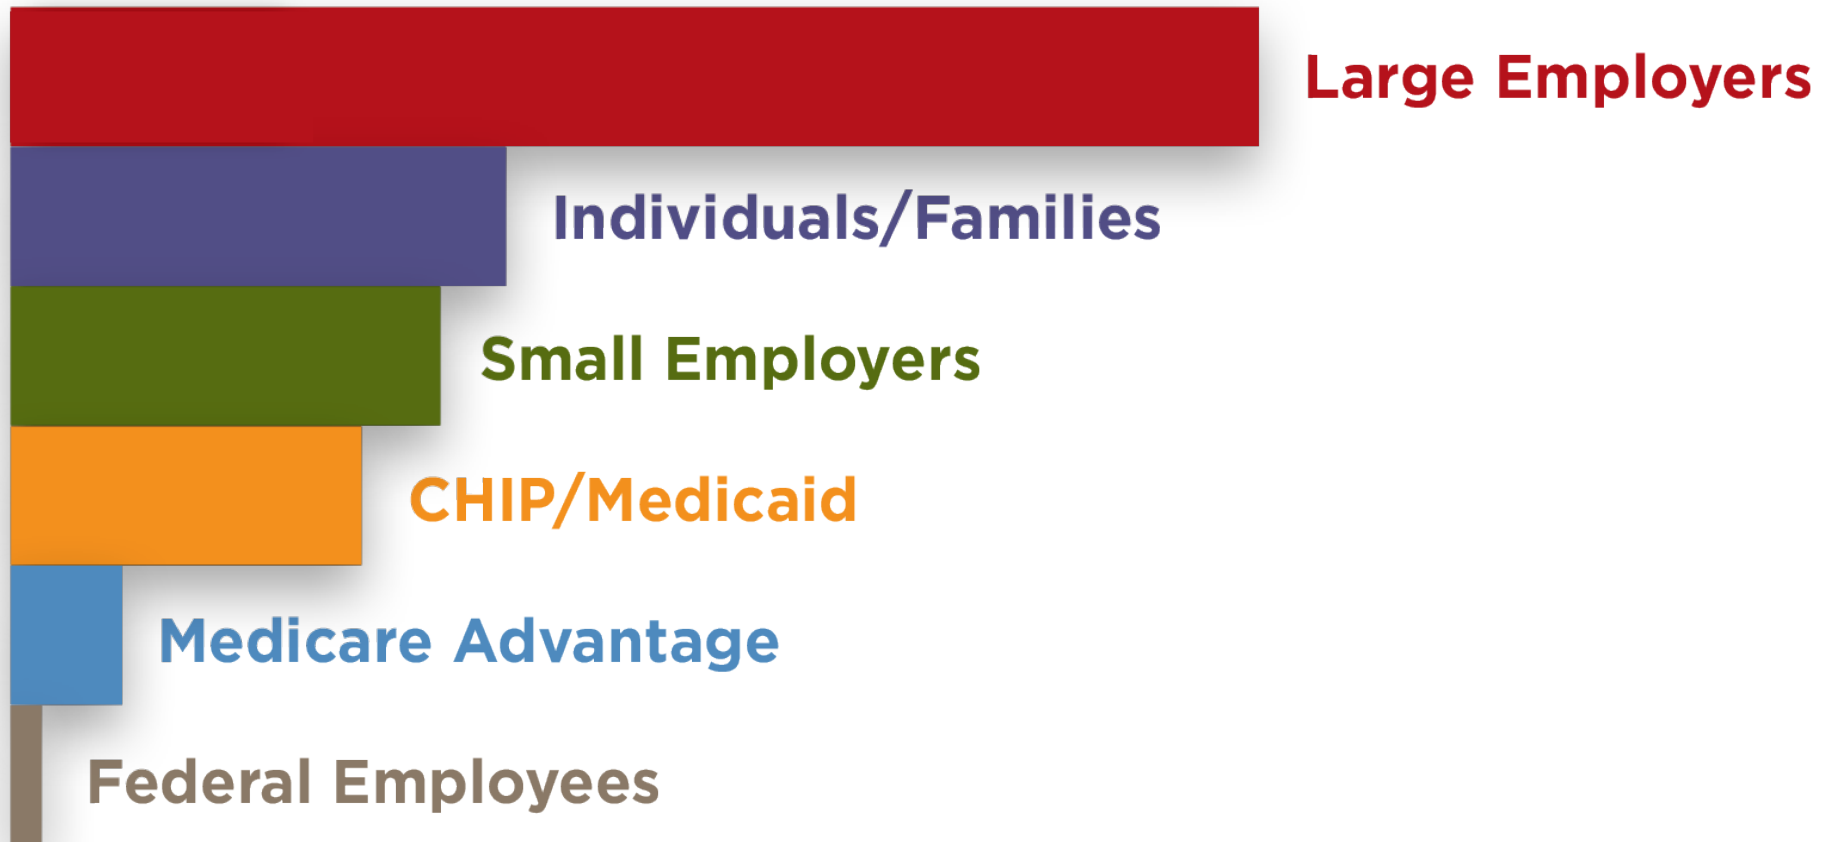 Large Employers
Individuals/Families
Small Employers
CHIP/Medicaid
Medicare Advantage
Federal Employees